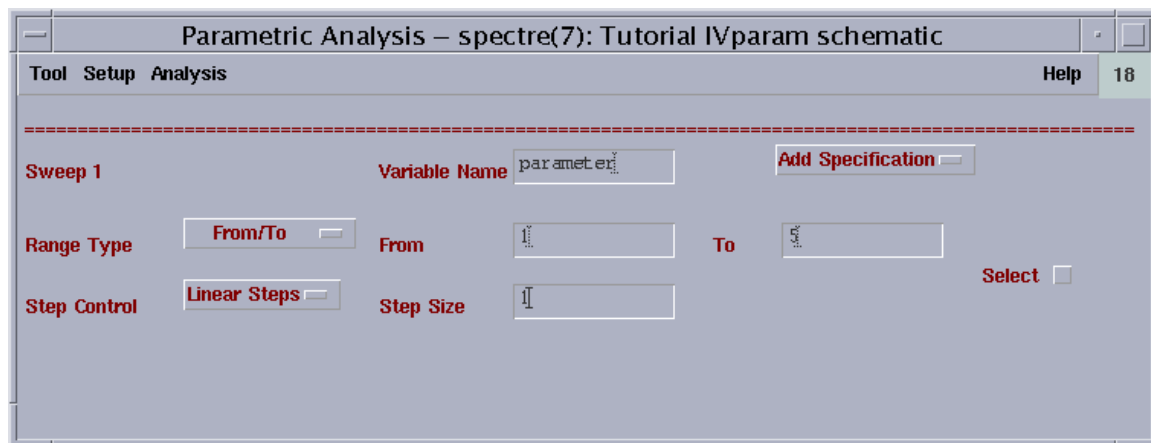 Parametric Analysis – spectre(7): Tutorial IVparam schematic
Tool Setup Analysis Help 18
================================================================================
Sweep 1 Variable Name parameter Add Specification
Range Type From/To From 1 To 5
Select
Step Control Linear Steps Step Size 1